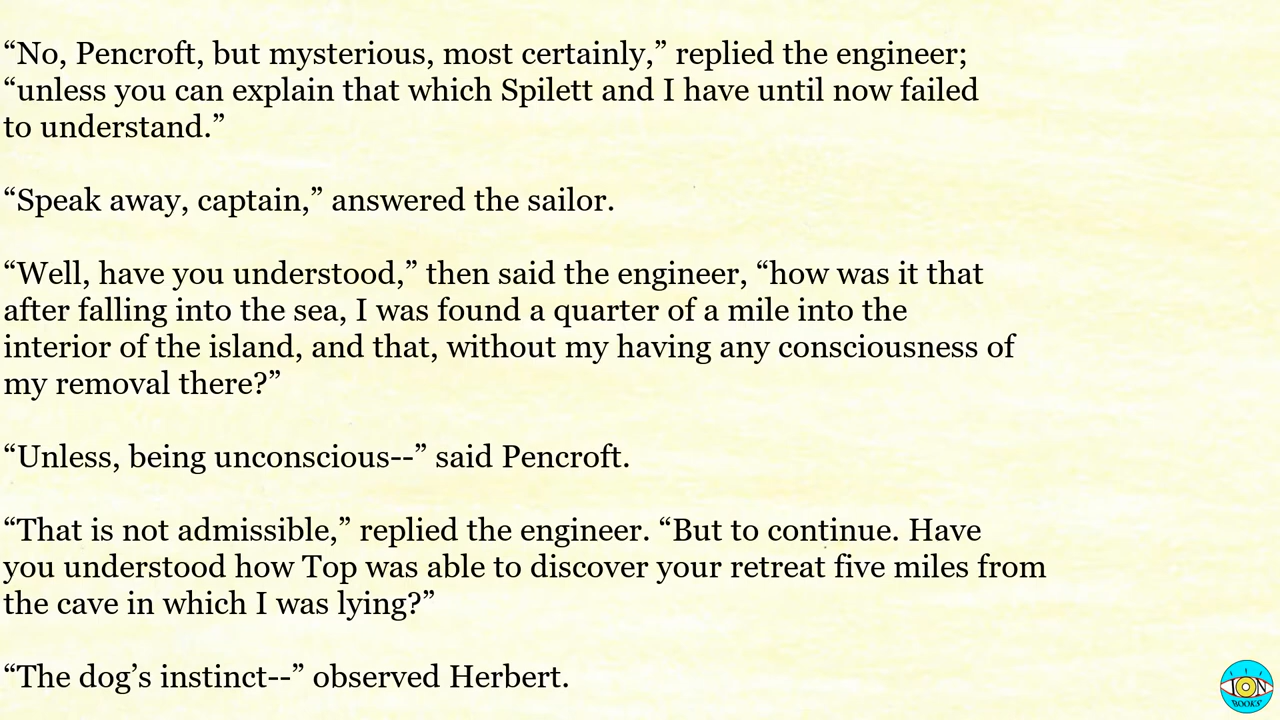 “No, Pencroft, but mysterious, most certainly,” replied the engineer;
“unless you can explain that which Spilett and I have until now failed
to understand.”
“Speak away, captain,” answered the sailor.
“Well, have you understood,” then said the engineer, “how was it that
after falling into the sea, I was found a quarter of a mile into the
interior of the island, and that, without my having any consciousness of
my removal there?”
“Unless, being unconscious--” said Pencroft.
“That is not admissible,” replied the engineer. “But to continue. Have
you understood how Top was able to discover your retreat five miles from
the cave in which I was lying?”
“The dog’s instinct--” observed Herbert.
ION
BOOKS